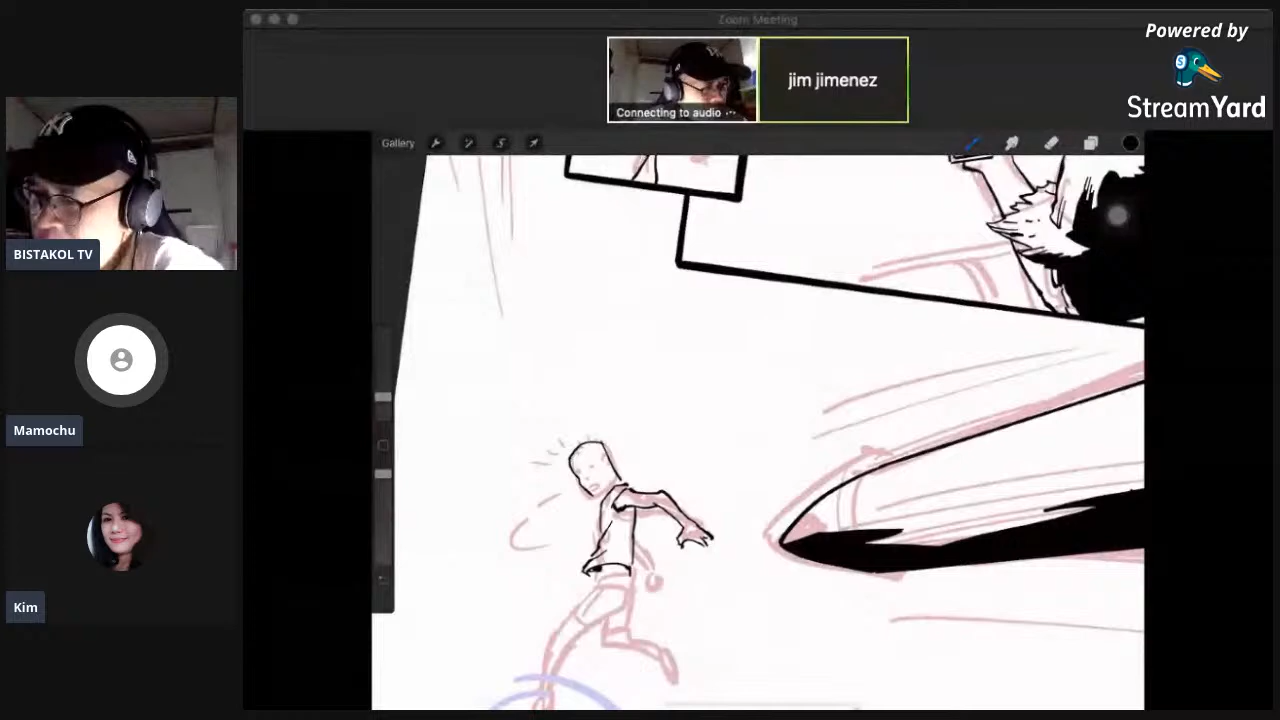 Zoom Meeting
Powered by
StreamYard
Connecting to audio ...
jim jimenez
Gallery
BISTAKOL TV
Mamochu
Kim